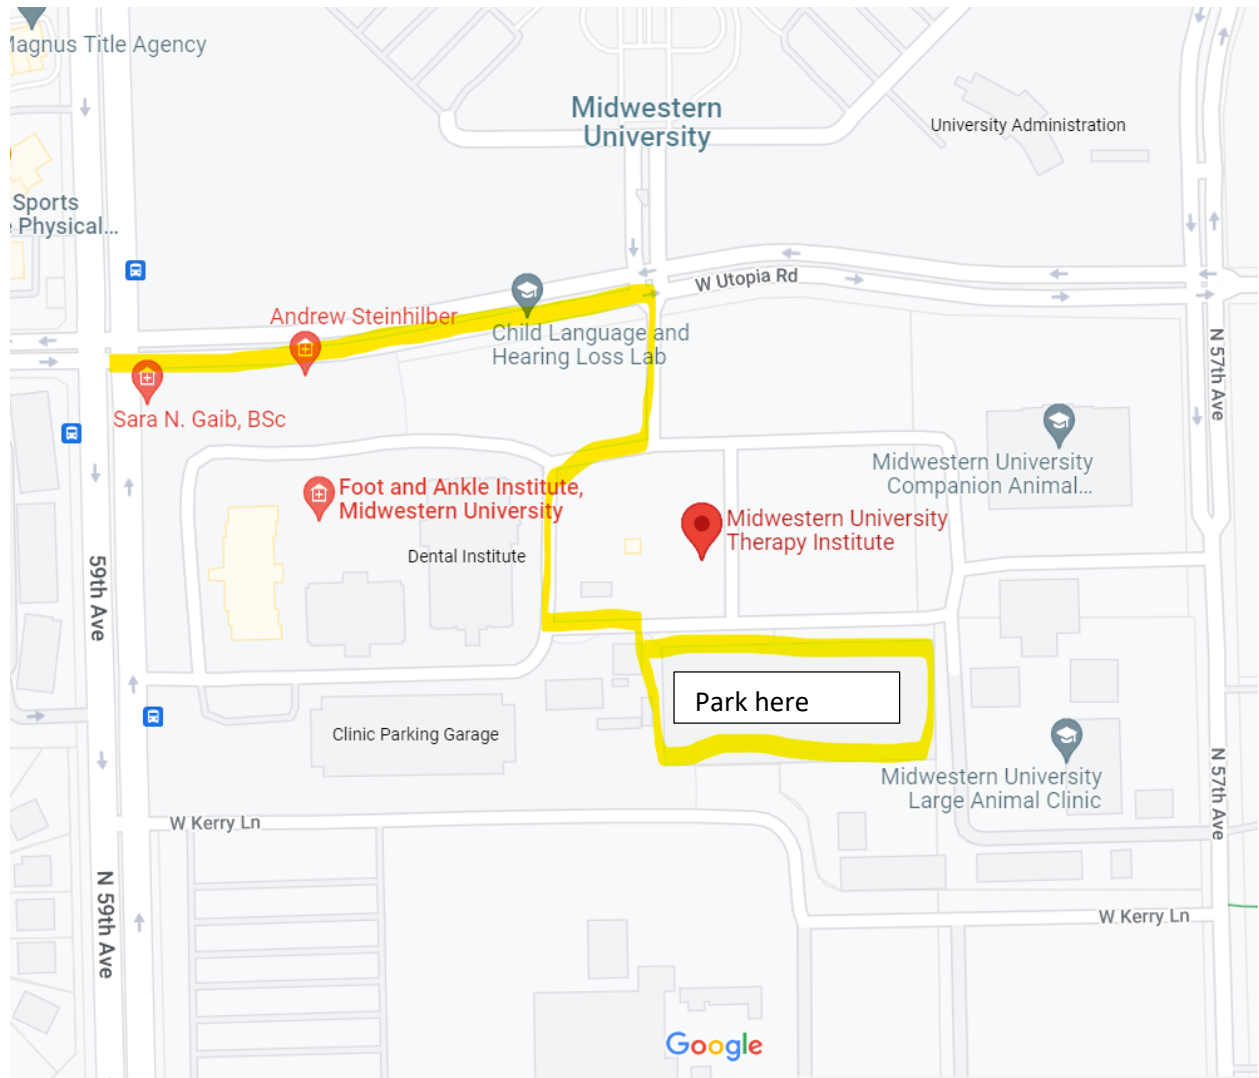 Magnus Title Agency
Midwestern
University
University Administration
Sports
Physical...
W Utopia Rd
Andrew Steinhilber
Child Language and
Hearing Loss Lab
N 57th Ave
Sara N. Gaib, BSc
Midwestern University
Companion Animal...
Foot and Ankle Institute,
Midwestern University
Midwestern University
Therapy Institute
Dental Institute
59th Ave
Park here
Clinic Parking Garage
Midwestern University
Large Animal Clinic
N 57th Ave
W Kerry Ln
N 59th Ave
W Kerry Ln
Google